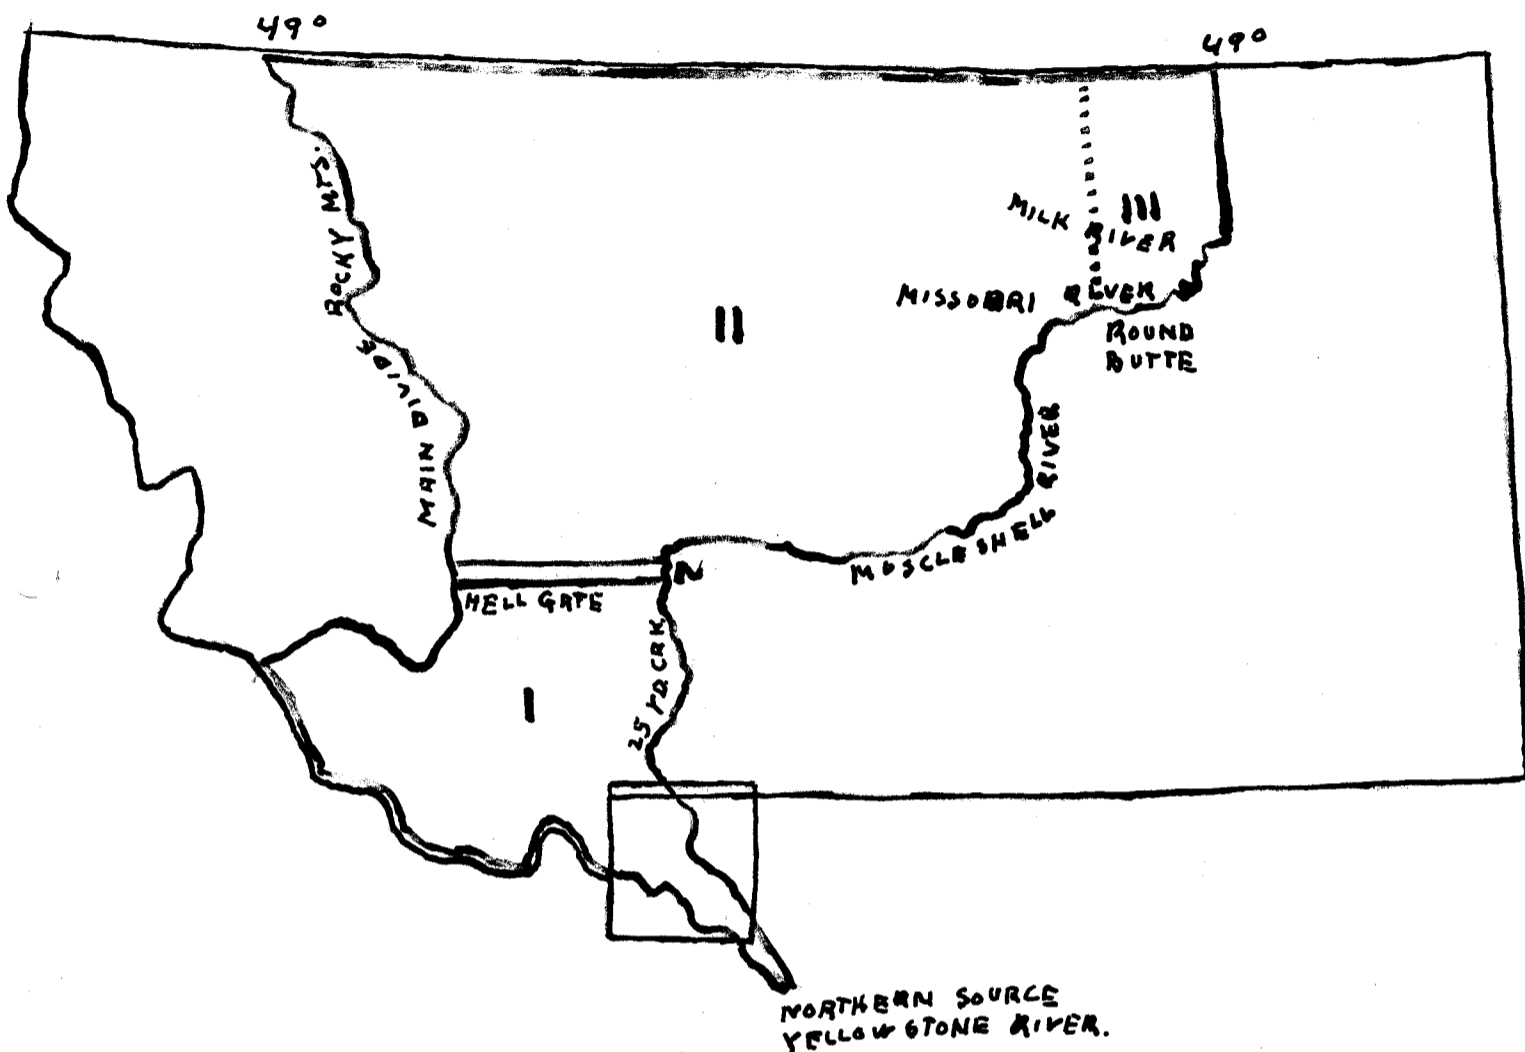 49°
49°
ROCKY MTS.
MAIN DIVIDE
MILK RIVER
III
MISSOURI RIVER
ROUND
BUTTE
II
MUSCLESHELL RIVER
N
HELL GATE
25 YD CRK
I
NORTHERN SOURCE
YELLOWSTONE RIVER.